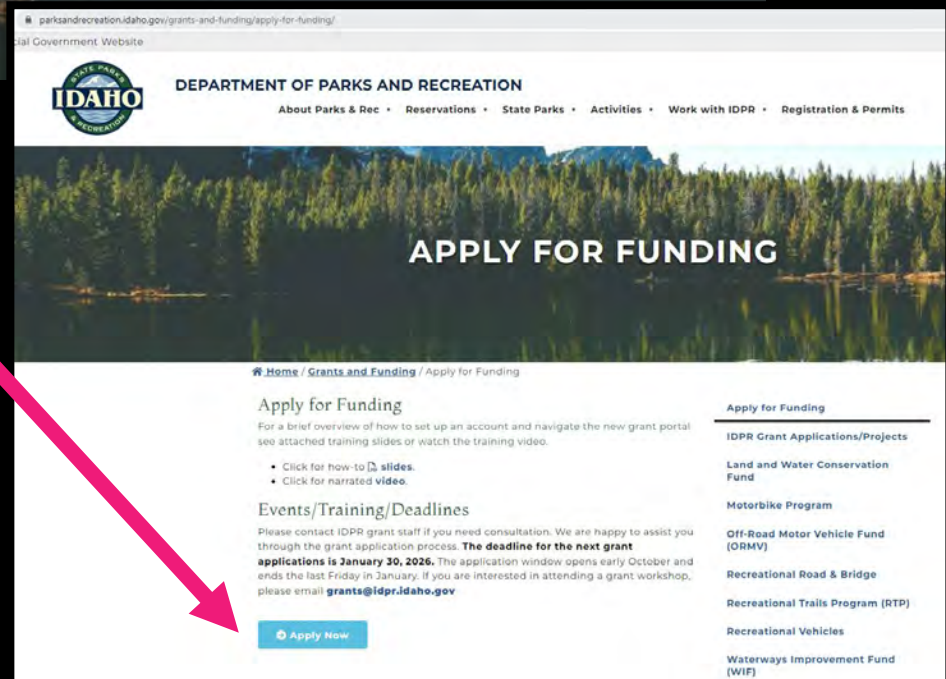 parksandrecreation.idaho.gov/grants-and-funding/apply-for-funding/
cial Government Website
STATE PARKS
IDAHO
& RECREATION
DEPARTMENT OF PARKS AND RECREATION
About Parks & Rec • Reservations • State Parks • Activities • Work with IDPR • Registration & Permits
APPLY FOR FUNDING
Home / Grants and Funding / Apply for Funding
Apply for Funding
For a brief overview of how to set up an account and navigate the new grant portal
see attached training slides or watch the training video.
• Click for how-to slides.
• Click for narrated video.
Events/Training/Deadlines
Please contact IDPR grant staff if you need consultation. We are happy to assist you
through the grant application process. The deadline for the next grant
applications is January 30, 2026. The application window opens early October and
ends the last Friday in January. If you are interested in attending a grant workshop,
please email grants@idpr.idaho.gov
Apply Now
Apply for Funding
IDPR Grant Applications/Projects
Land and Water Conservation
Fund
Motorbike Program
Off-Road Motor Vehicle Fund
(ORMV)
Recreational Road & Bridge
Recreational Trails Program (RTP)
Recreational Vehicles
Waterways Improvement Fund
(WIF)